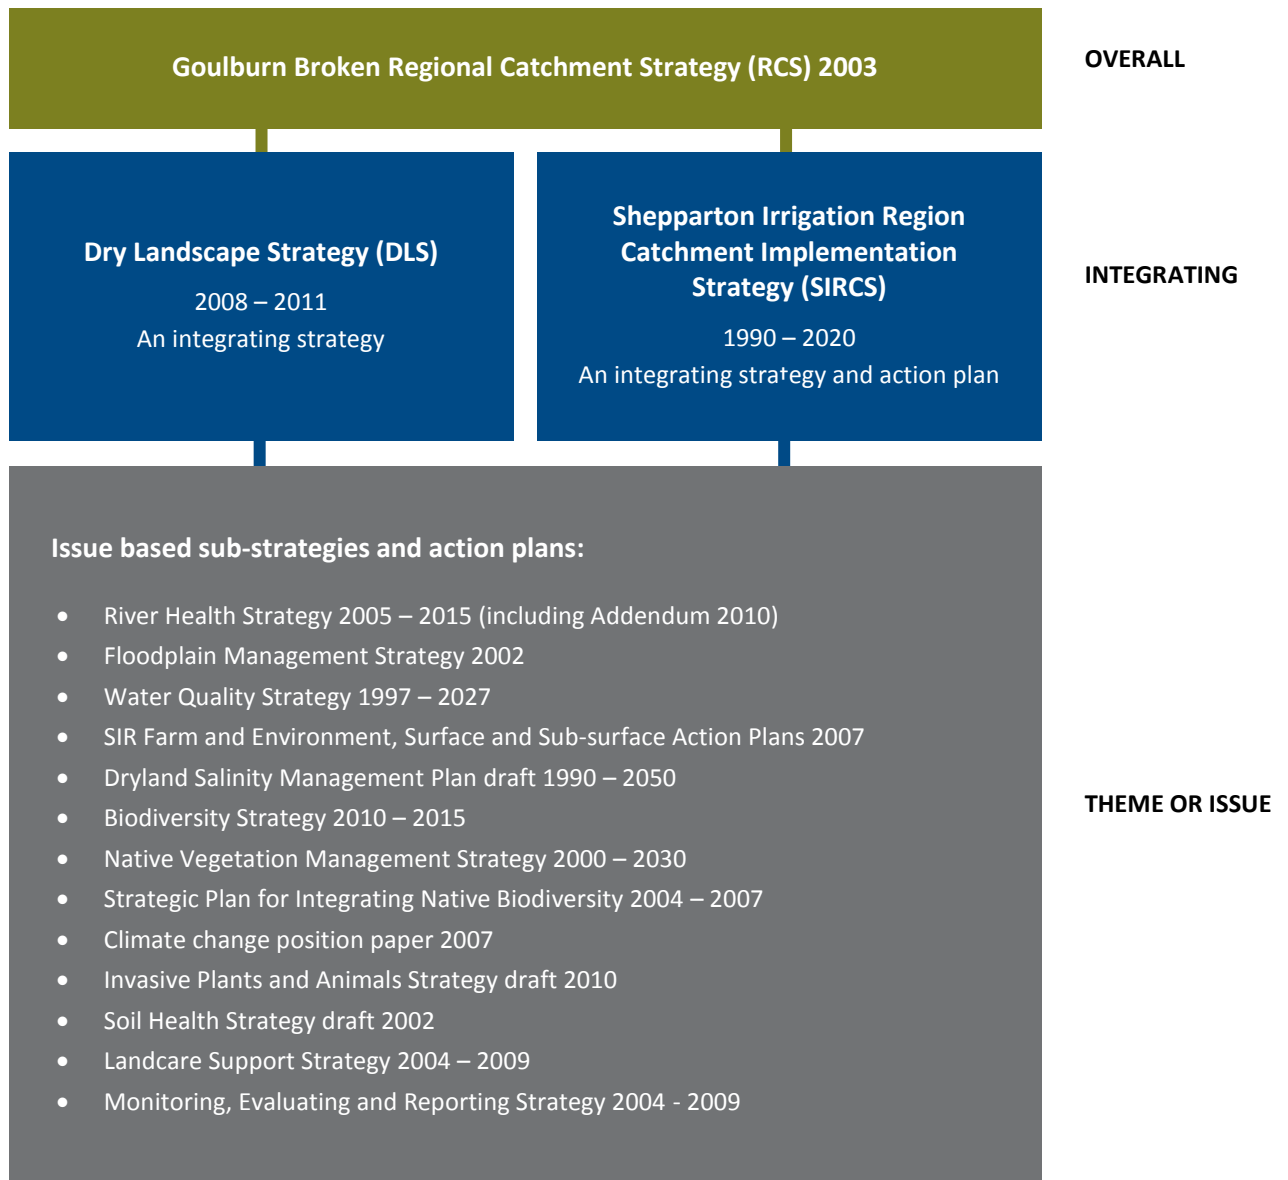 Goulburn Broken Regional Catchment Strategy (RCS) 2003
OVERALL
Dry Landscape Strategy (DLS)
2008 – 2011
An integrating strategy
Shepparton Irrigation Region
Catchment Implementation
Strategy (SIRCS)
1990 – 2020
An integrating strategy and action plan
INTEGRATING
Issue based sub-strategies and action plans:
• River Health Strategy 2005 – 2015 (including Addendum 2010)
• Floodplain Management Strategy 2002
• Water Quality Strategy 1997 – 2027
• SIR Farm and Environment, Surface and Sub-surface Action Plans 2007
• Dryland Salinity Management Plan draft 1990 – 2050
• Biodiversity Strategy 2010 – 2015
• Native Vegetation Management Strategy 2000 – 2030
• Strategic Plan for Integrating Native Biodiversity 2004 – 2007
• Climate change position paper 2007
• Invasive Plants and Animals Strategy draft 2010
• Soil Health Strategy draft 2002
• Landcare Support Strategy 2004 – 2009
• Monitoring, Evaluating and Reporting Strategy 2004 - 2009
THEME OR ISSUE